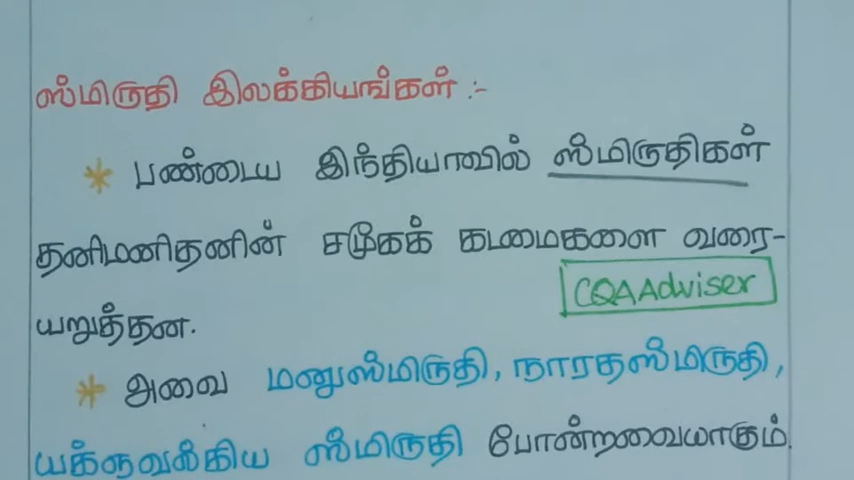 ஸ்மிருதி இலக்கியங்கள் :-
* பண்டைய இந்தியாவில் ஸ்மிருதிகள்
தனிமனிதனின் சமூகக் கடமைகளை வரை-
CQAAdviser
யறுத்தன.
* அவை மனுஸ்மிருதி, நாரதஸ்மிருதி,
யக்ஞவல்கிய ஸ்மிருதி போன்றவையாகும்.